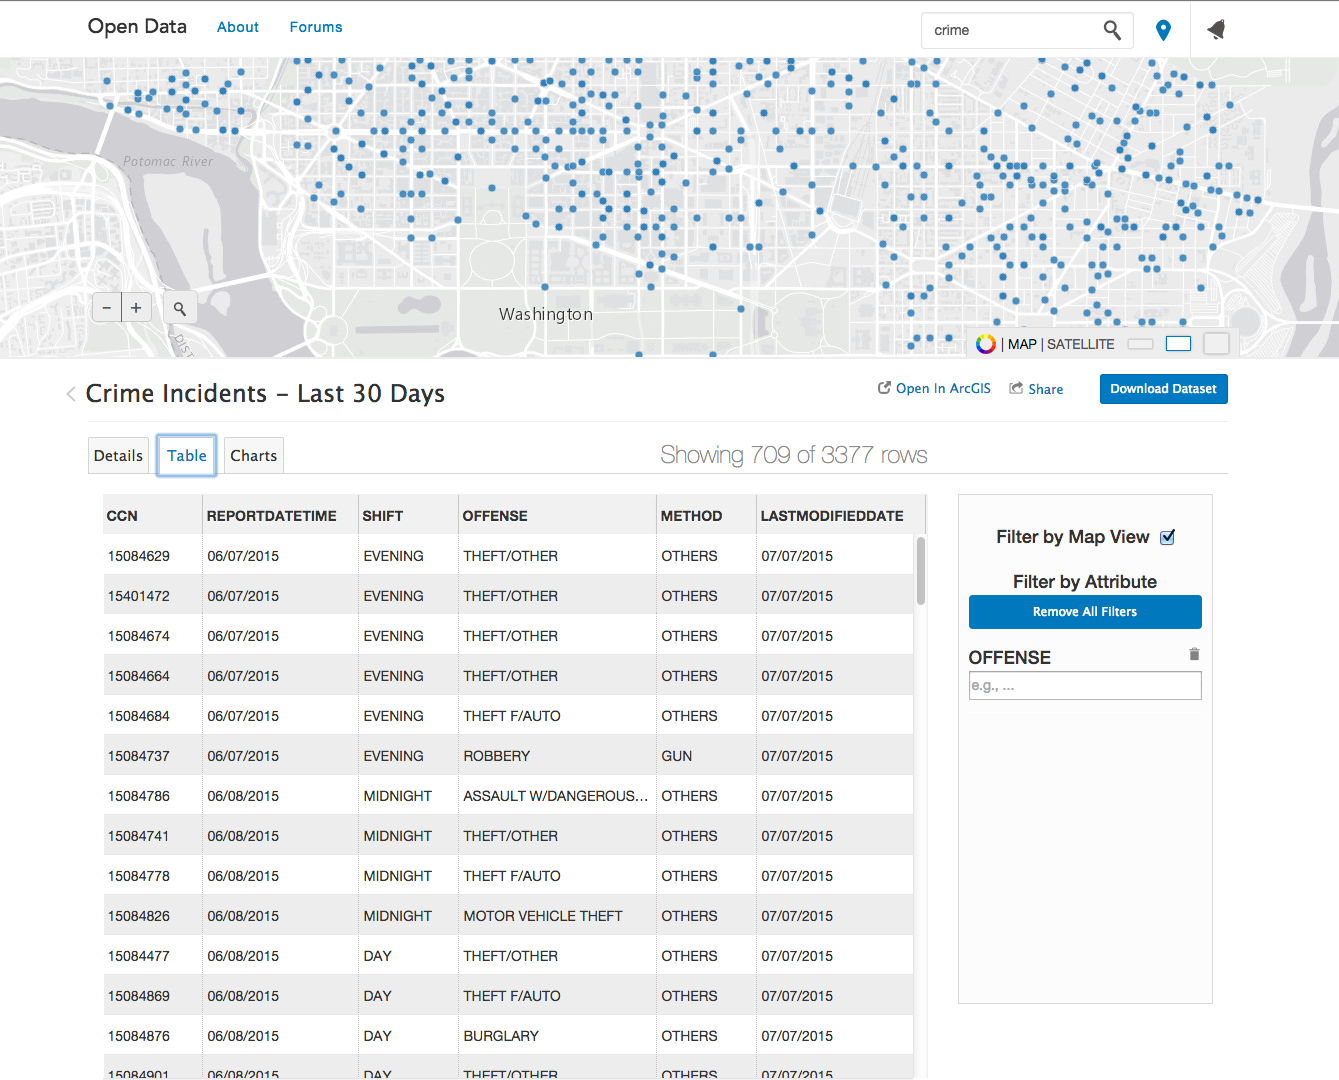 Open Data About Forums crime
Potomac River
Washington
DIST
| MAP | SATELLITE
Crime Incidents – Last 30 Days
Open In ArcGIS Share Download Dataset
Details Table Charts Showing 709 of 3377 rows
CCN REPORTDATETIME SHIFT OFFENSE METHOD LASTMODIFIEDDATE
15084629 06/07/2015 EVENING THEFT/OTHER OTHERS 07/07/2015
15401472 06/07/2015 EVENING THEFT/OTHER OTHERS 07/07/2015
15084674 06/07/2015 EVENING THEFT/OTHER OTHERS 07/07/2015
15084664 06/07/2015 EVENING THEFT/OTHER OTHERS 07/07/2015
15084684 06/07/2015 EVENING THEFT F/AUTO OTHERS 07/07/2015
15084737 06/07/2015 EVENING ROBBERY GUN 07/07/2015
15084786 06/08/2015 MIDNIGHT ASSAULT W/DANGEROUS... OTHERS 07/07/2015
15084741 06/08/2015 MIDNIGHT THEFT/OTHER OTHERS 07/07/2015
15084778 06/08/2015 MIDNIGHT THEFT F/AUTO OTHERS 07/07/2015
15084826 06/08/2015 MIDNIGHT MOTOR VEHICLE THEFT OTHERS 07/07/2015
15084477 06/08/2015 DAY THEFT/OTHER OTHERS 07/07/2015
15084869 06/08/2015 DAY THEFT F/AUTO OTHERS 07/07/2015
15084876 06/08/2015 DAY BURGLARY OTHERS 07/07/2015
15084901 06/08/2015 DAY THEFT/OTHER OTHERS 07/07/2015
Filter by Map View
Filter by Attribute
Remove All Filters
OFFENSE
e.g., ...